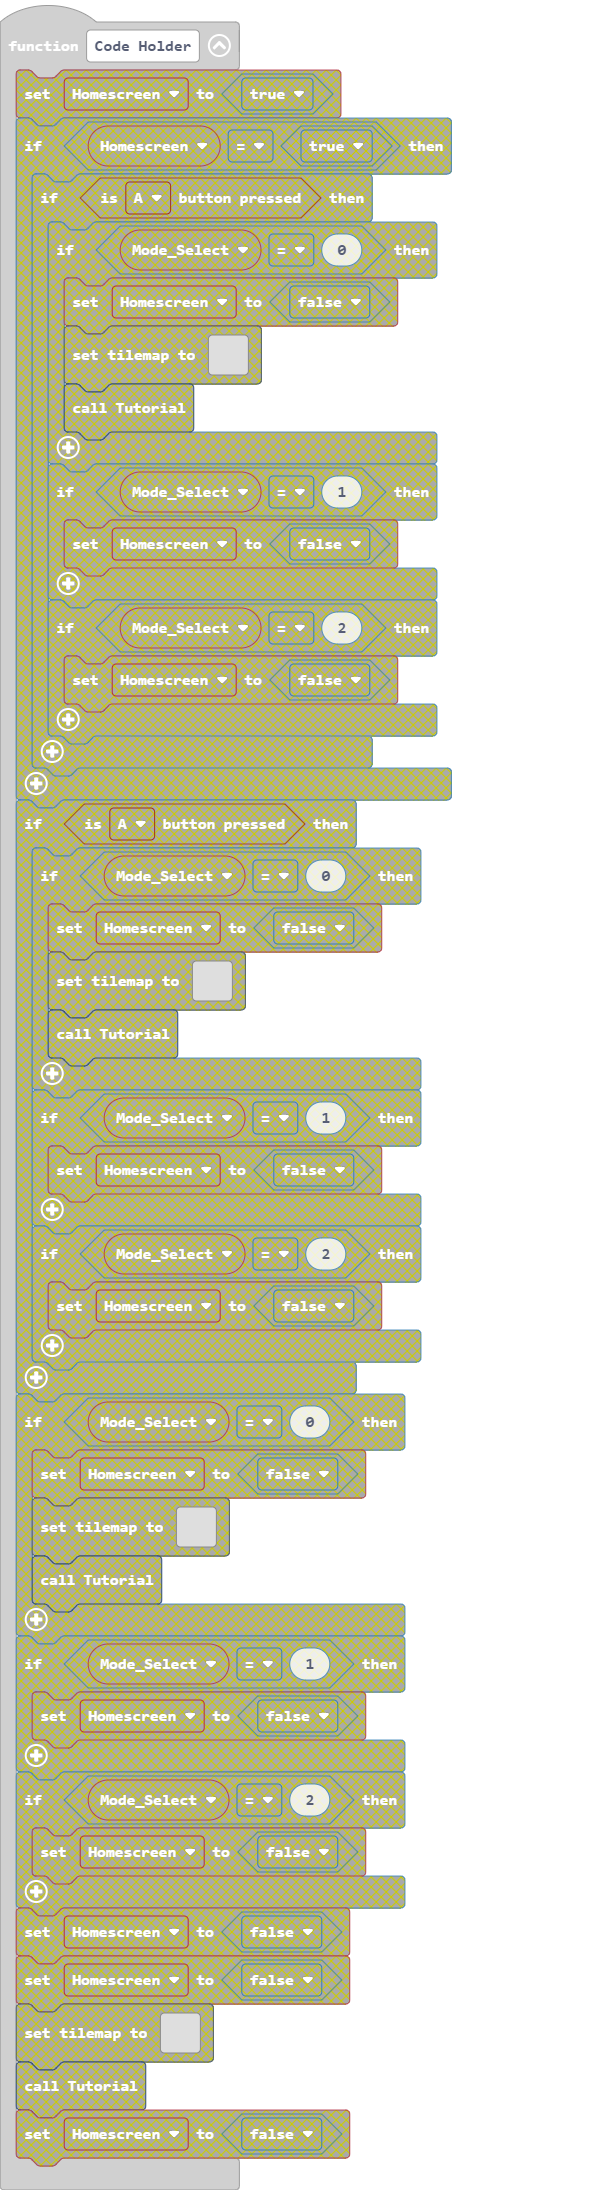 function Code Holder
set Homescreen to true
if Homescreen = true then
if is A button pressed then
if Mode_Select = 0 then
set Homescreen to false
set tilemap to
call Tutorial
if Mode_Select = 1 then
set Homescreen to false
if Mode_Select = 2 then
set Homescreen to false
if is A button pressed then
if Mode_Select = 0 then
set Homescreen to false
set tilemap to
call Tutorial
if Mode_Select = 1 then
set Homescreen to false
if Mode_Select = 2 then
set Homescreen to false
if Mode_Select = 0 then
set Homescreen to false
set tilemap to
call Tutorial
if Mode_Select = 1 then
set Homescreen to false
if Mode_Select = 2 then
set Homescreen to false
set Homescreen to false
set Homescreen to false
set tilemap to
call Tutorial
set Homescreen to false